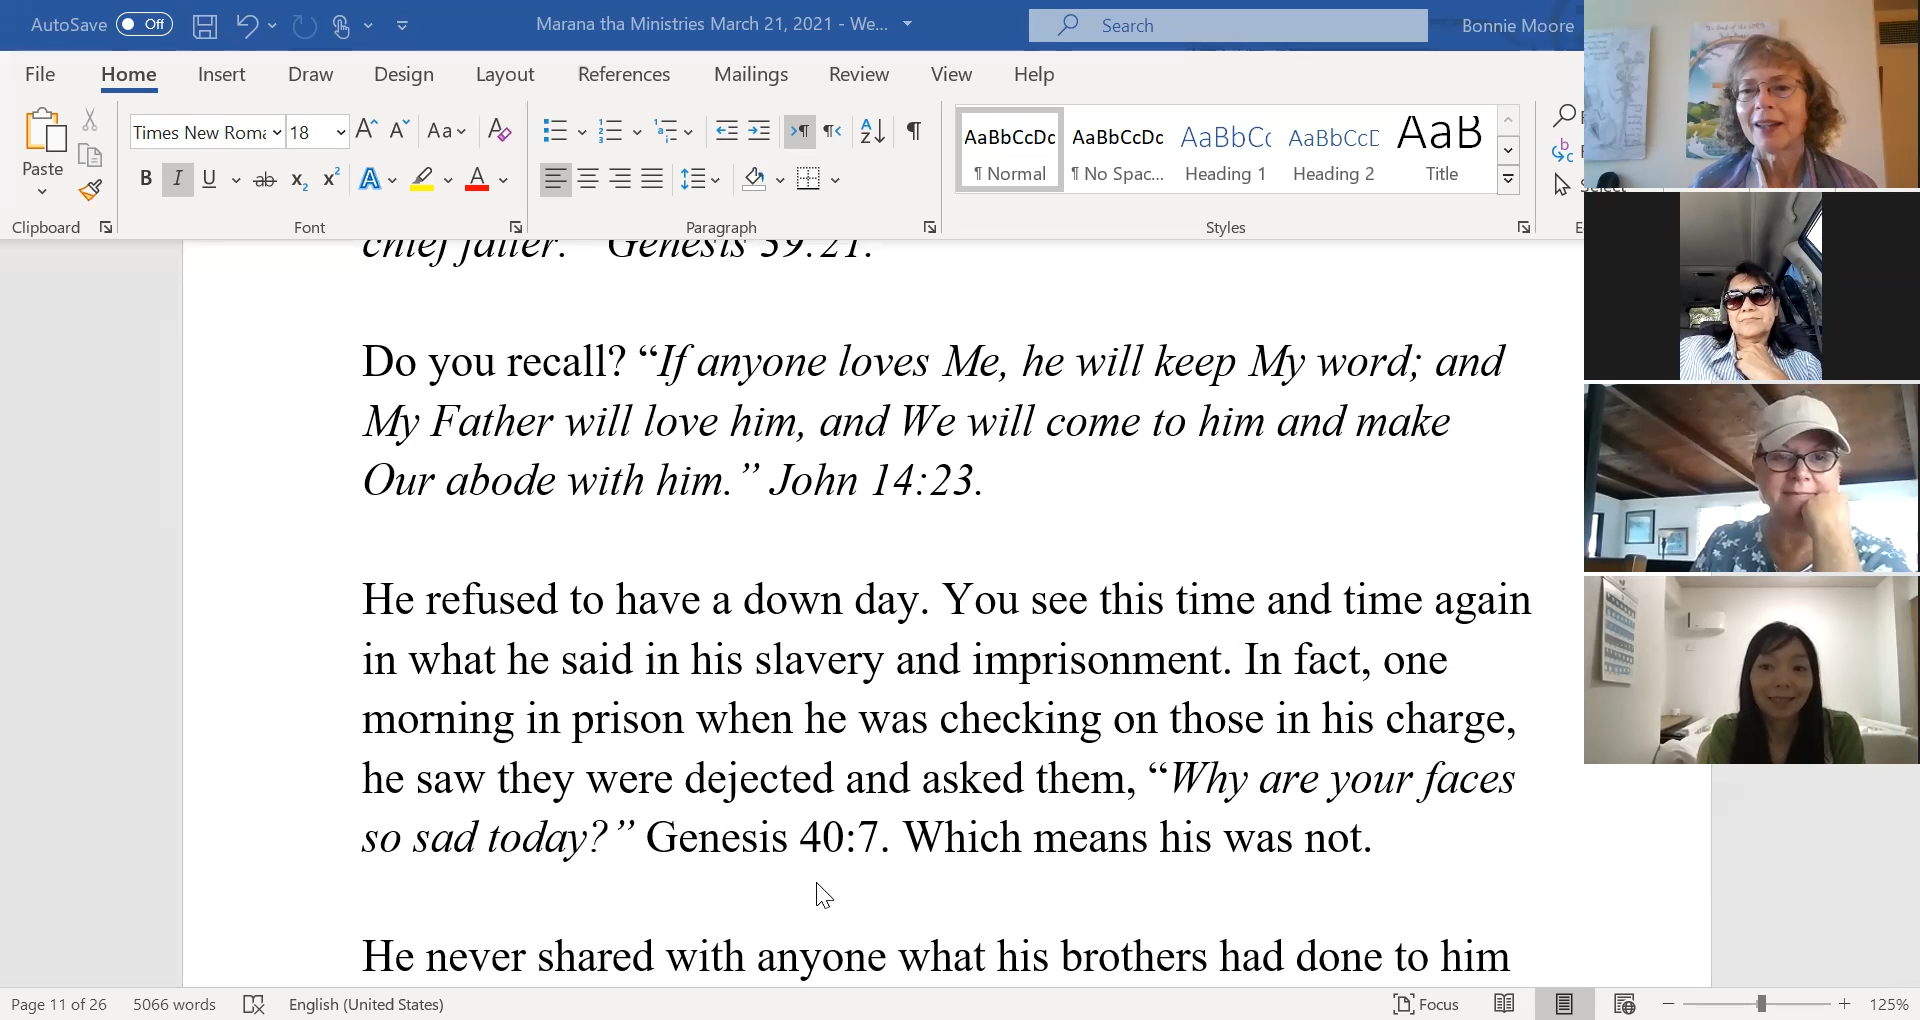 AutoSave Off
Marana tha Ministries March 21, 2021 - We...
Search
Bonnie Moore
File Home Insert Draw Design Layout References Mailings Review View Help
Paste
Clipboard
Times New Roma
18
Aa
Font
Paragraph
AaBbCcDc
¶ Normal
AaBbCcDc
¶ No Spac...
AaBbC
Heading 1
AaBbCcE
Heading 2
AaB
Title
Styles
chief jailer.” Genesis 39:21.
Do you recall? “If anyone loves Me, he will keep My word; and
My Father will love him, and We will come to him and make
Our abode with him.” John 14:23.
He refused to have a down day. You see this time and time again
in what he said in his slavery and imprisonment. In fact, one
morning in prison when he was checking on those in his charge,
he saw they were dejected and asked them, “Why are your faces
so sad today?” Genesis 40:7. Which means his was not.
He never shared with anyone what his brothers had done to him
Page 11 of 26
5066 words
English (United States)
Focus
125%